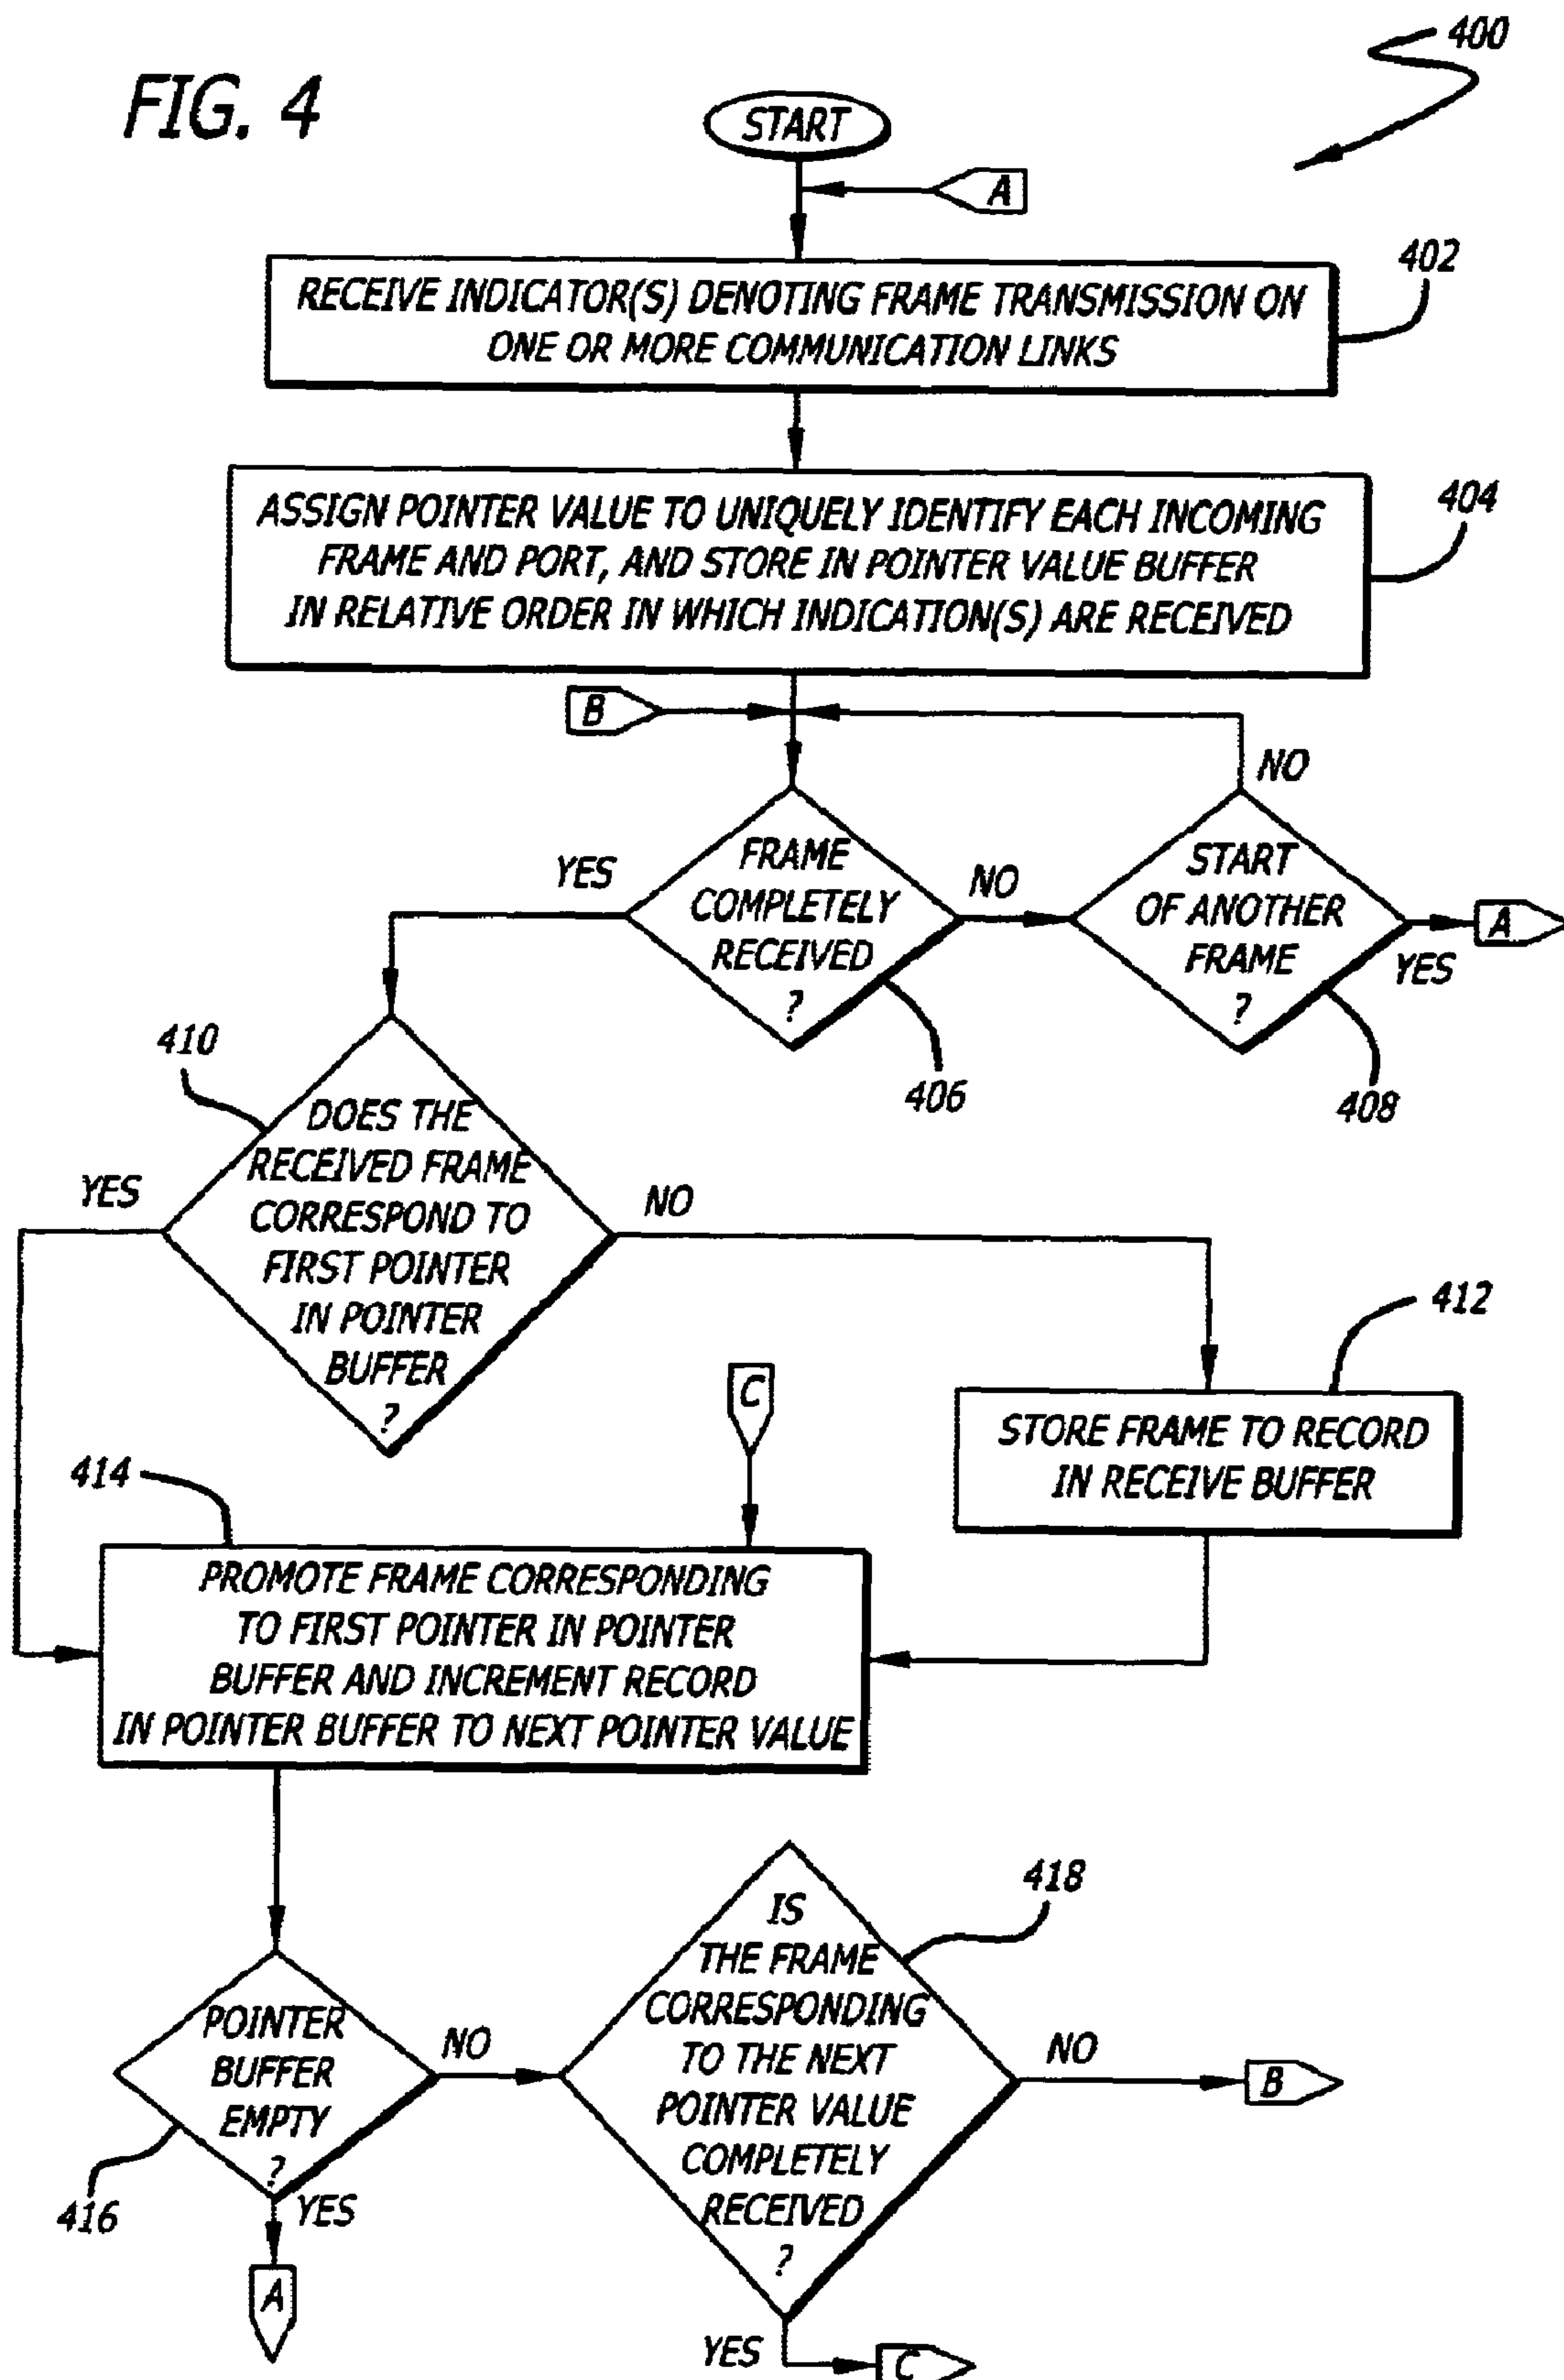 FIG. 4
400
START
A
402
RECEIVE INDICATOR(S) DENOTING FRAME TRANSMISSION ON
ONE OR MORE COMMUNICATION LINKS
404
ASSIGN POINTER VALUE TO UNIQUELY IDENTIFY EACH INCOMING
FRAME AND PORT, AND STORE IN POINTER VALUE BUFFER
IN RELATIVE ORDER IN WHICH INDICATION(S) ARE RECEIVED
B
NO
YES
FRAME
COMPLETELY
RECEIVED
?
NO
START
OF ANOTHER
FRAME
?
A
YES
406
408
410
DOES THE
RECEIVED FRAME
CORRESPOND TO
FIRST POINTER
IN POINTER
BUFFER
?
YES
NO
412
C
STORE FRAME TO RECORD
IN RECEIVE BUFFER
414
PROMOTE FRAME CORRESPONDING
TO FIRST POINTER IN POINTER
BUFFER AND INCREMENT RECORD
IN POINTER BUFFER TO NEXT POINTER VALUE
418
POINTER
BUFFER
EMPTY
?
NO
IS
THE FRAME
CORRESPONDING
TO THE NEXT
POINTER VALUE
COMPLETELY
RECEIVED
?
NO
B
416
YES
A
YES
C